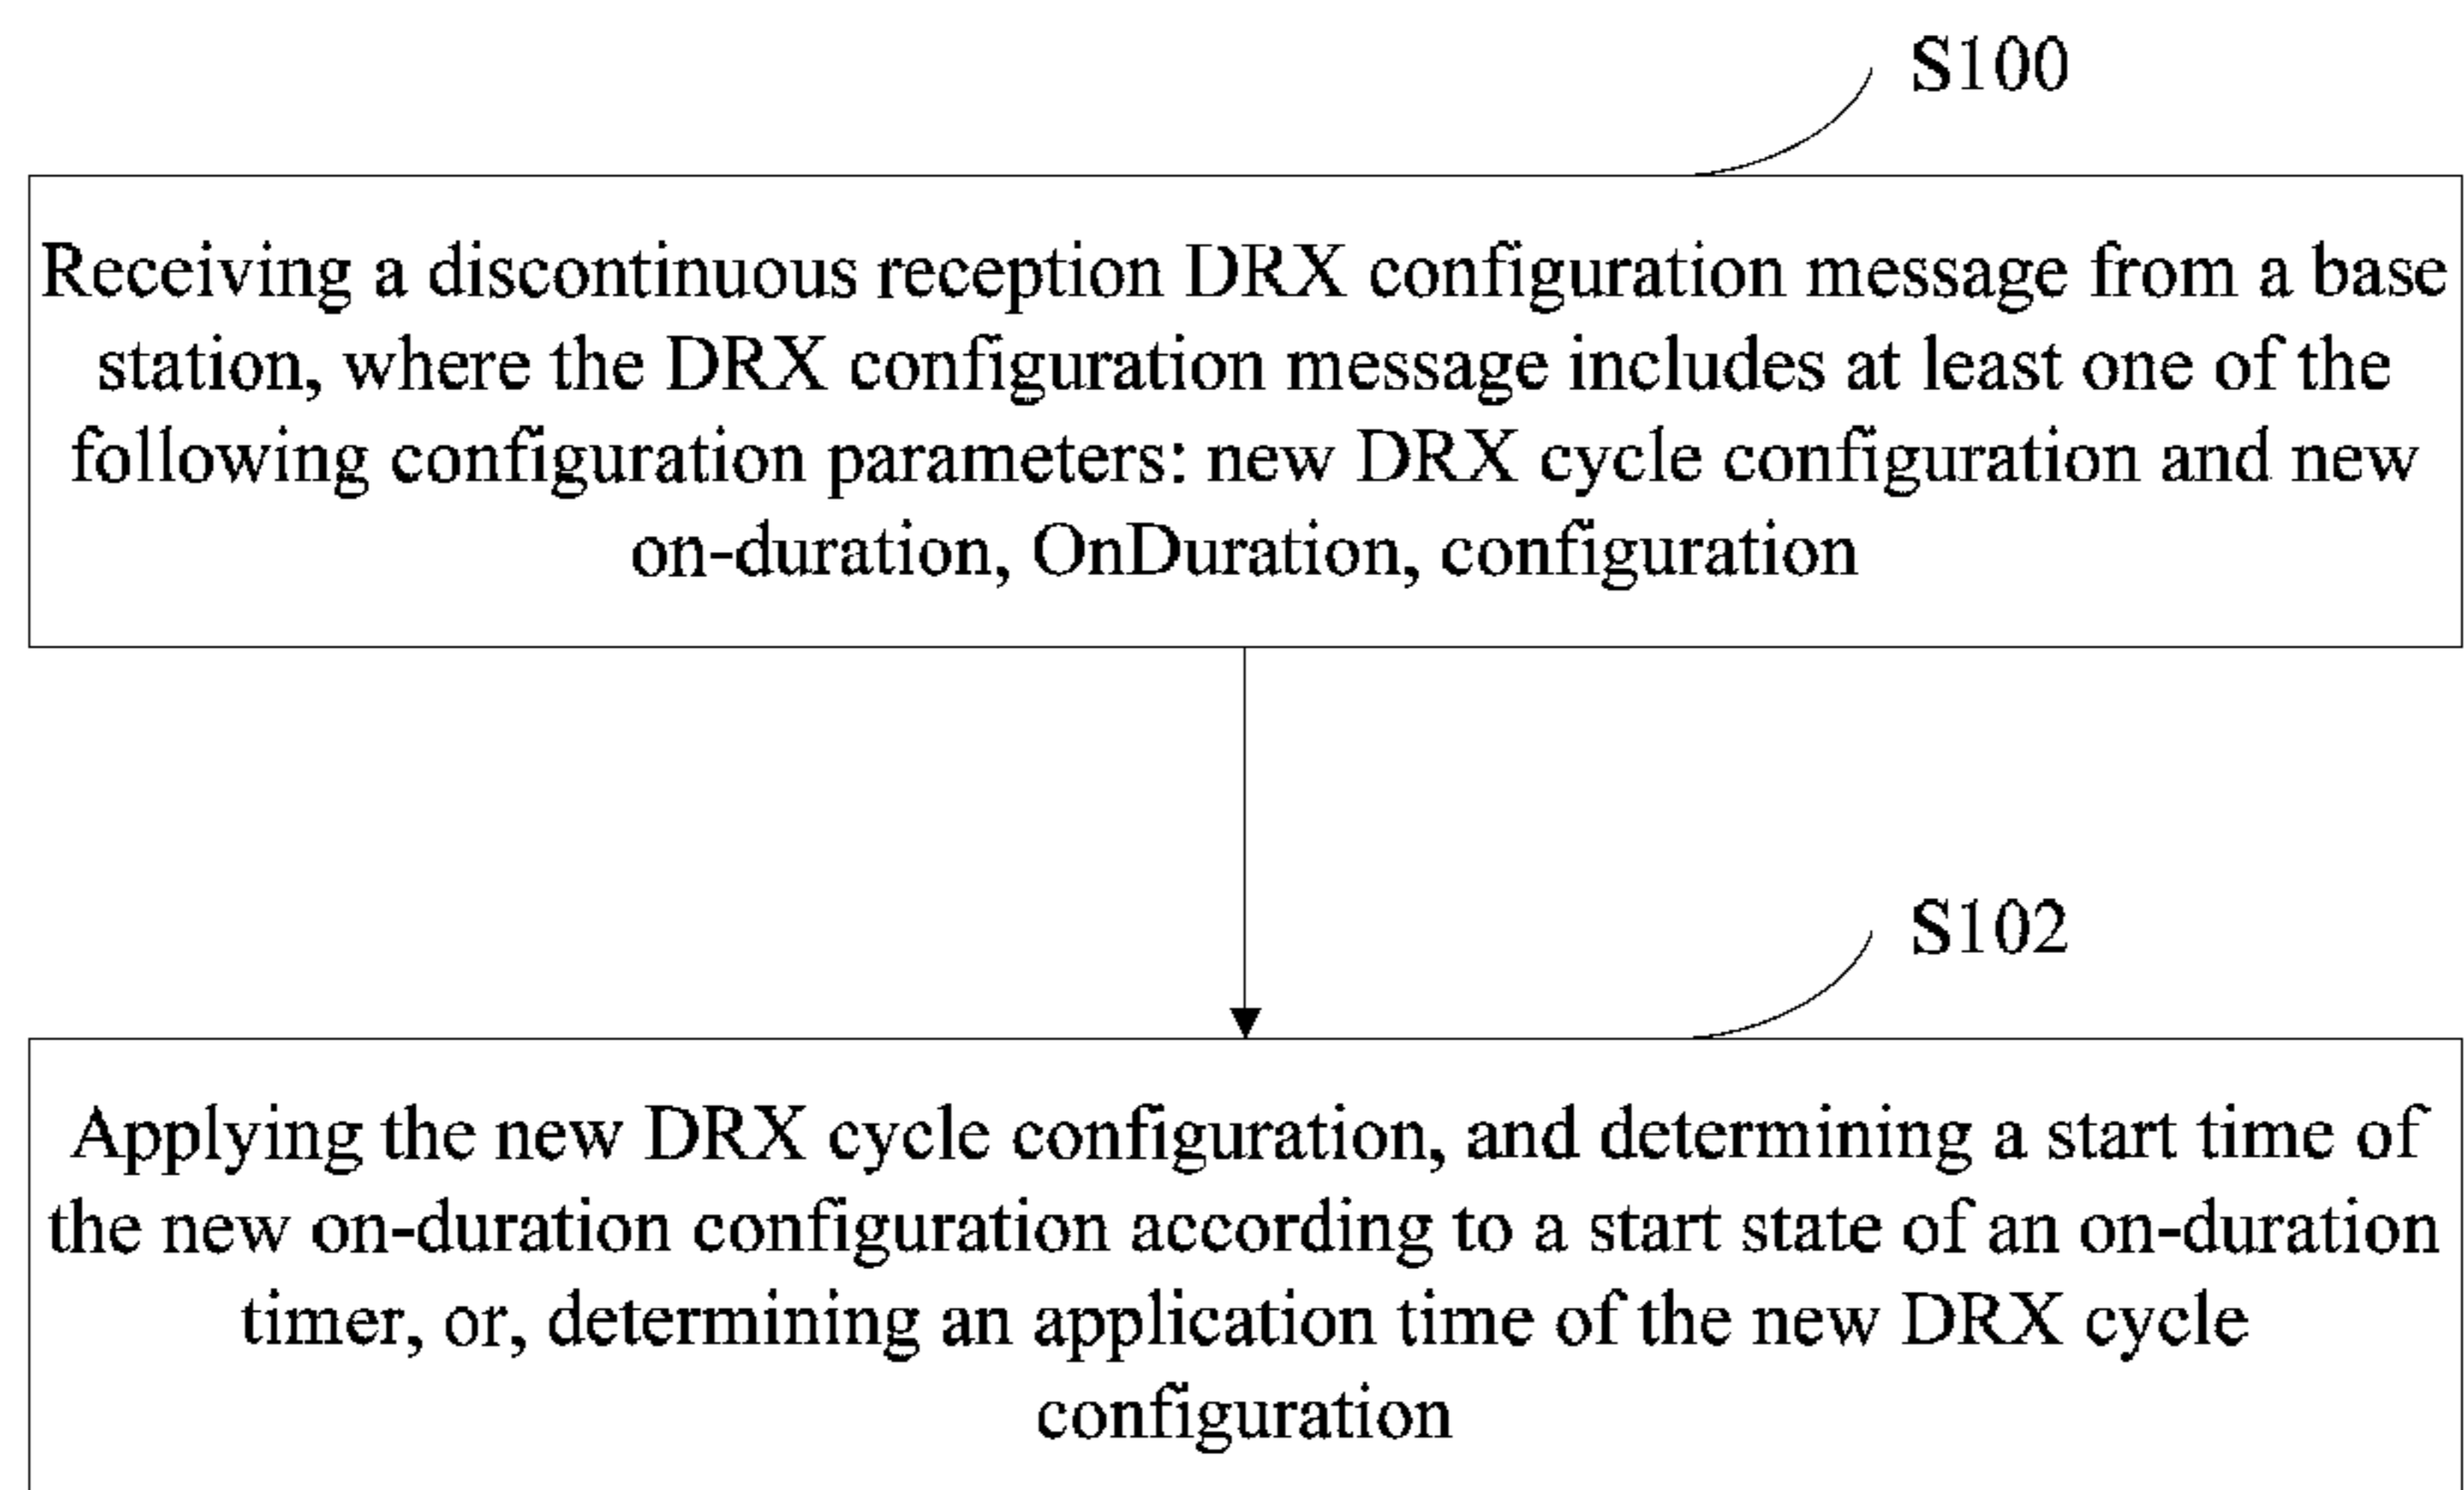 S100
Receiving a discontinuous reception DRX configuration message from a base
station, where the DRX configuration message includes at least one of the
following configuration parameters: new DRX cycle configuration and new
on-duration, OnDuration, configuration
S102
Applying the new DRX cycle configuration, and determining a start time of
the new on-duration configuration according to a start state of an on-duration
timer, or, determining an application time of the new DRX cycle
configuration